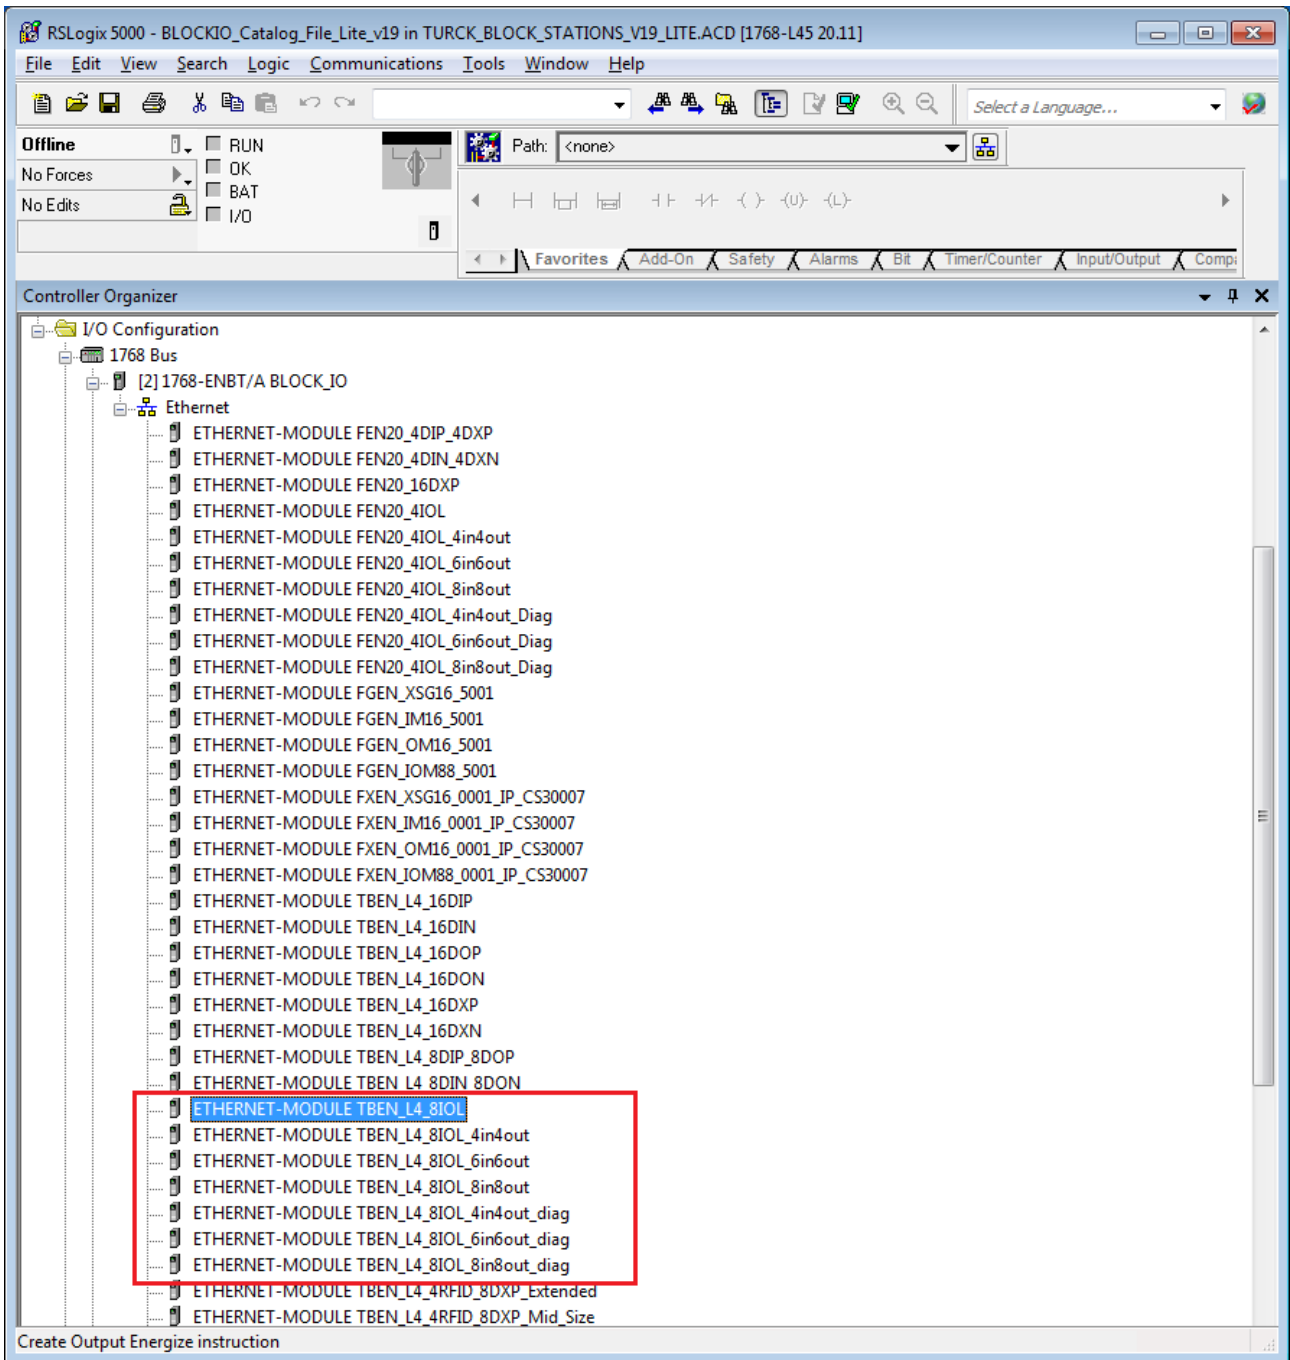 RSLogix 5000 - BLOCKIO_Catalog_File_Lite_v19 in TURCK_BLOCK_STATIONS_V19_LITE.ACD [1768-L45 20.11]
File Edit View Search Logic Communications Tools Window Help
Select a Language...
Offline
RUN
Path: <none>
No Forces
OK
BAT
No Edits
I/O
Favorites Add-On Safety Alarms Bit Timer/Counter Input/Output
Controller Organizer
I/O Configuration
1768 Bus
[2] 1768-ENBT/A BLOCK_IO
Ethernet
ETHERNET-MODULE FEN20_4DIP_4DXP
ETHERNET-MODULE FEN20_4DIN_4DXN
ETHERNET-MODULE FEN20_16DXP
ETHERNET-MODULE FEN20_4IOL
ETHERNET-MODULE FEN20_4IOL_4in4out
ETHERNET-MODULE FEN20_4IOL_6in6out
ETHERNET-MODULE FEN20_4IOL_8in8out
ETHERNET-MODULE FEN20_4IOL_4in4out_Diag
ETHERNET-MODULE FEN20_4IOL_6in6out_Diag
ETHERNET-MODULE FEN20_4IOL_8in8out_Diag
ETHERNET-MODULE FGEN_XSG16_5001
ETHERNET-MODULE FGEN_IM16_5001
ETHERNET-MODULE FGEN_OM16_5001
ETHERNET-MODULE FGEN_IOM88_5001
ETHERNET-MODULE FXEN_XSG16_0001_IP_CS30007
ETHERNET-MODULE FXEN_IM16_0001_IP_CS30007
ETHERNET-MODULE FXEN_OM16_0001_IP_CS30007
ETHERNET-MODULE FXEN_IOM88_0001_IP_CS30007
ETHERNET-MODULE TBEN_L4_16DIP
ETHERNET-MODULE TBEN_L4_16DIN
ETHERNET-MODULE TBEN_L4_16DOP
ETHERNET-MODULE TBEN_L4_16DON
ETHERNET-MODULE TBEN_L4_16DXP
ETHERNET-MODULE TBEN_L4_16DXN
ETHERNET-MODULE TBEN_L4_8DIP_8DOP
ETHERNET-MODULE TBEN_L4_8DIN_8DON
ETHERNET-MODULE TBEN_L4_8IOL
ETHERNET-MODULE TBEN_L4_8IOL_4in4out
ETHERNET-MODULE TBEN_L4_8IOL_6in6out
ETHERNET-MODULE TBEN_L4_8IOL_8in8out
ETHERNET-MODULE TBEN_L4_8IOL_4in4out_diag
ETHERNET-MODULE TBEN_L4_8IOL_6in6out_diag
ETHERNET-MODULE TBEN_L4_8IOL_8in8out_diag
ETHERNET-MODULE TBEN_L4_4RFID_8DXP_Extended
ETHERNET-MODULE TBEN_L4_4RFID_8DXP_Mid_Size
Create Output Energize instruction